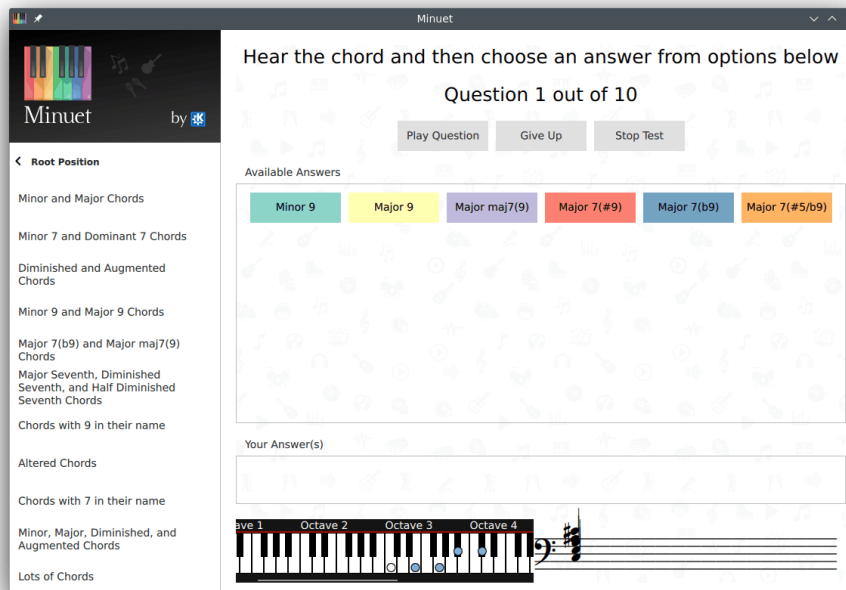 Minuet
Minuet
by
Root Position
Minor and Major Chords
Minor 7 and Dominant 7 Chords
Diminished and Augmented
Chords
Minor 9 and Major 9 Chords
Major 7(b9) and Major maj7(9)
Chords
Major Seventh, Diminished
Seventh, and Half Diminished
Seventh Chords
Chords with 9 in their name
Altered Chords
Chords with 7 in their name
Minor, Major, Diminished, and
Augmented Chords
Lots of Chords
Hear the chord and then choose an answer from options below
Question 1 out of 10
Play Question
Give Up
Stop Test
Available Answers
Minor 9
Major 9
Major maj7(9)
Major 7(#9)
Major 7(b9)
Major 7(#5/b9)
Your Answer(s)
ave 1
Octave 2
Octave 3
Octave 4